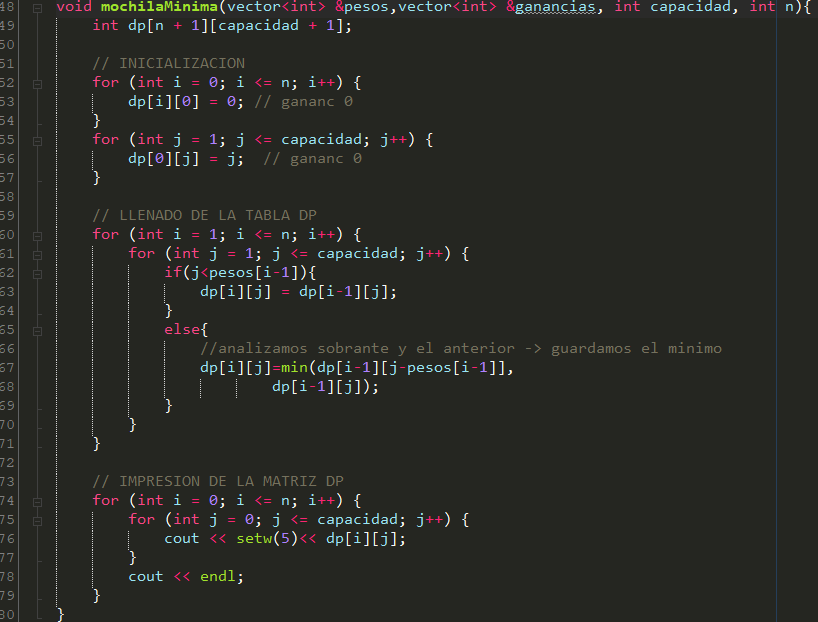 48 void mochilaMinima(vector<int> &pesos,vector<int> &ganancias, int capacidad, int n){
49 int dp[n + 1][capacidad + 1];
50
51 // INICIALIZACION
52 for (int i = 0; i <= n; i++) {
53 dp[i][0] = 0; // gananc 0
54 }
55 for (int j = 1; j <= capacidad; j++) {
56 dp[0][j] = j;  // gananc 0
57 }
58
59 // LLENADO DE LA TABLA DP
60 for (int i = 1; i <= n; i++) {
61 for (int j = 1; j <= capacidad; j++) {
62 if(j<pesos[i-1]){
63 dp[i][j] = dp[i-1][j];
64 }
65 else{
66 //analizamos sobrante y el anterior -> guardamos el minimo
67 dp[i][j]=min(dp[i-1][j-pesos[i-1]],
68 dp[i-1][j]);
69 }
70 }
71 }
72
73 // IMPRESION DE LA MATRIZ DP
74 for (int i = 0; i <= n; i++) {
75 for (int j = 0; j <= capacidad; j++) {
76 cout << setw(5)<< dp[i][j];
77 }
78 cout << endl;
79 }
80 }